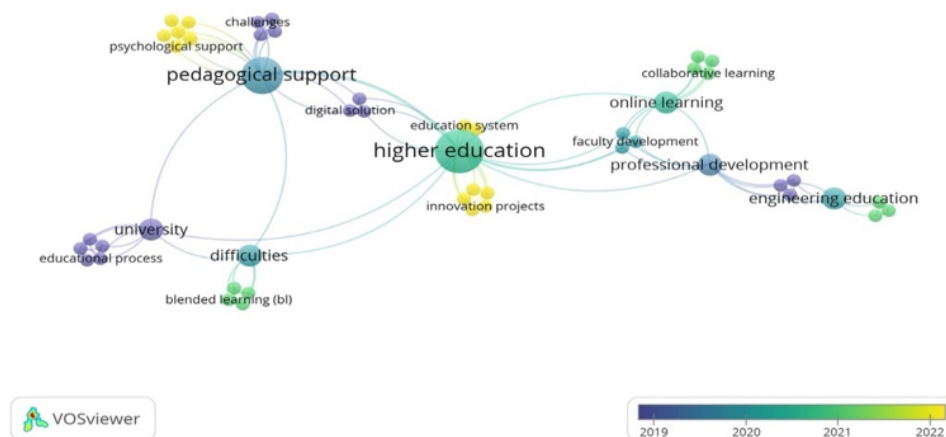 challenges
psychological support
pedagogical support
collaborative learning
online learning
digital solution
education system
faculty development
higher education
professional development
engineering education
innovation projects
university
difficulties
educational process
blended learning (bl)
VOSviewer
2019 2020 2021 2022